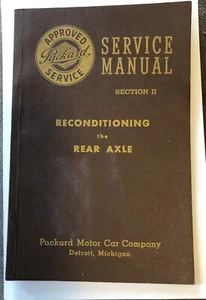 APPROVED
Packard
SERVICE
SERVICE
MANUAL
SECTION II
RECONDITIONING
the
REAR AXLE
Packard Motor Car Company
Detroit, Michigan